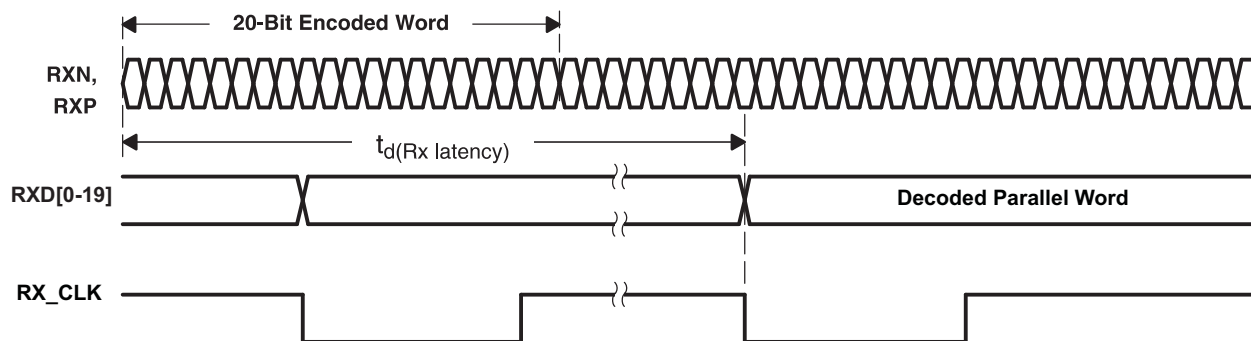 20-Bit Encoded Word
RXN,
RXP
td(Rx latency)
RXD[0-19]
Decoded Parallel Word
RX_CLK